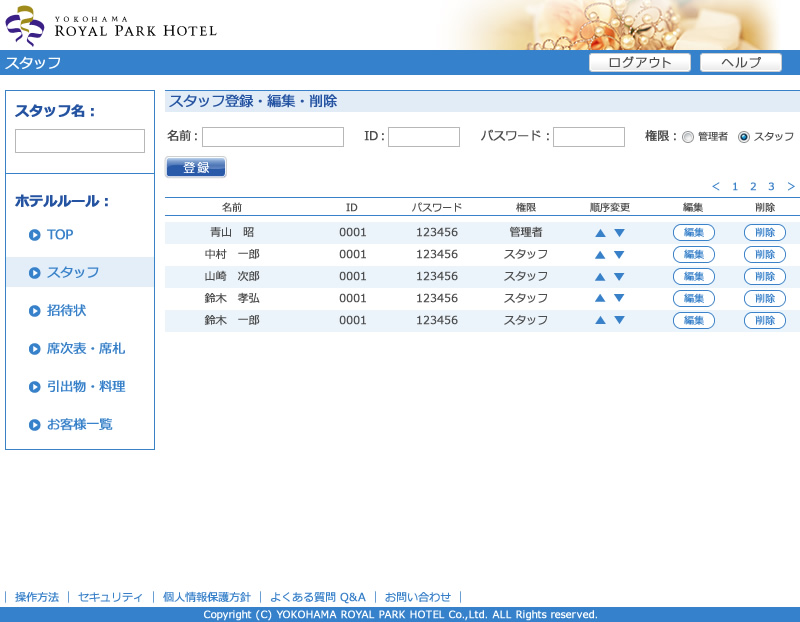 YOKOHAMA
ROYAL PARK HOTEL
スタッフ
ログアウト ヘルプ
スタッフ名：
ホテルルール：
TOP
スタッフ
招待状
席次表・席札
引出物・料理
お客様一覧
スタッフ登録・編集・削除
名前： ID： パスワード： 権限： 管理者 スタッフ
登録
＜ 1 2 3 ＞
名前 ID パスワード 権限 順序変更 編集 削除
青山　昭 0001 123456 管理者 ▲ ▼ 編集 削除
中村　一郎 0001 123456 スタッフ ▲ ▼ 編集 削除
山崎　次郎 0001 123456 スタッフ ▲ ▼ 編集 削除
鈴木　孝弘 0001 123456 スタッフ ▲ ▼ 編集 削除
鈴木　一郎 0001 123456 スタッフ ▲ ▼ 編集 削除
｜ 操作方法 ｜ セキュリティ ｜ 個人情報保護方針 ｜ よくある質問 Q&A ｜ お問い合わせ ｜
Copyright (C) YOKOHAMA ROYAL PARK HOTEL Co.,Ltd. ALL Rights reserved.